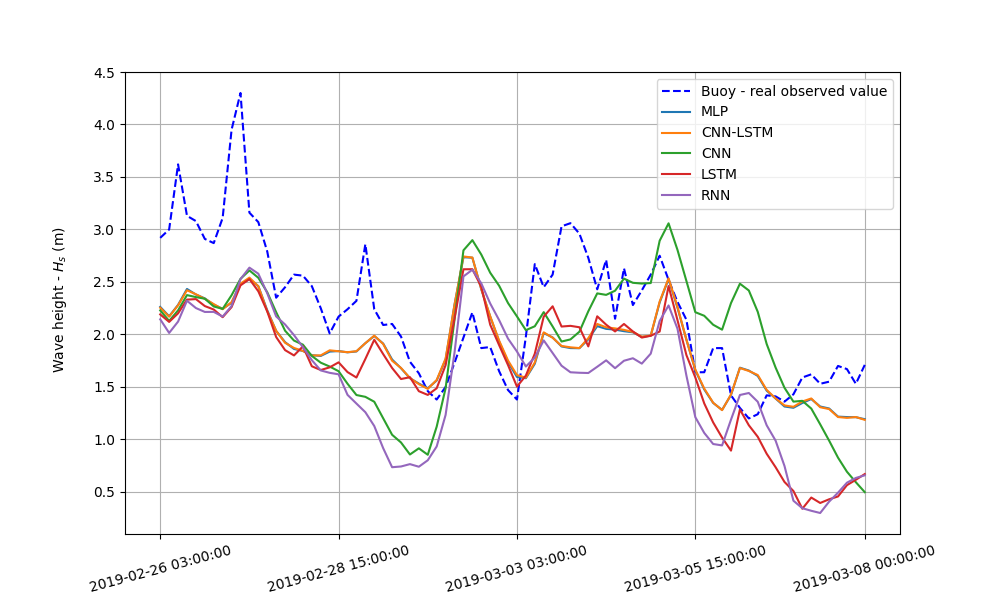 4.5
4.0
3.5
3.0
2.5
2.0
1.5
1.0
0.5
Wave height - Hs (m)
Buoy - real observed value
MLP
CNN-LSTM
CNN
LSTM
RNN
2019-02-26 03:00:00
2019-02-28 15:00:00
2019-03-03 03:00:00
2019-03-05 15:00:00
2019-03-08 00:00:00